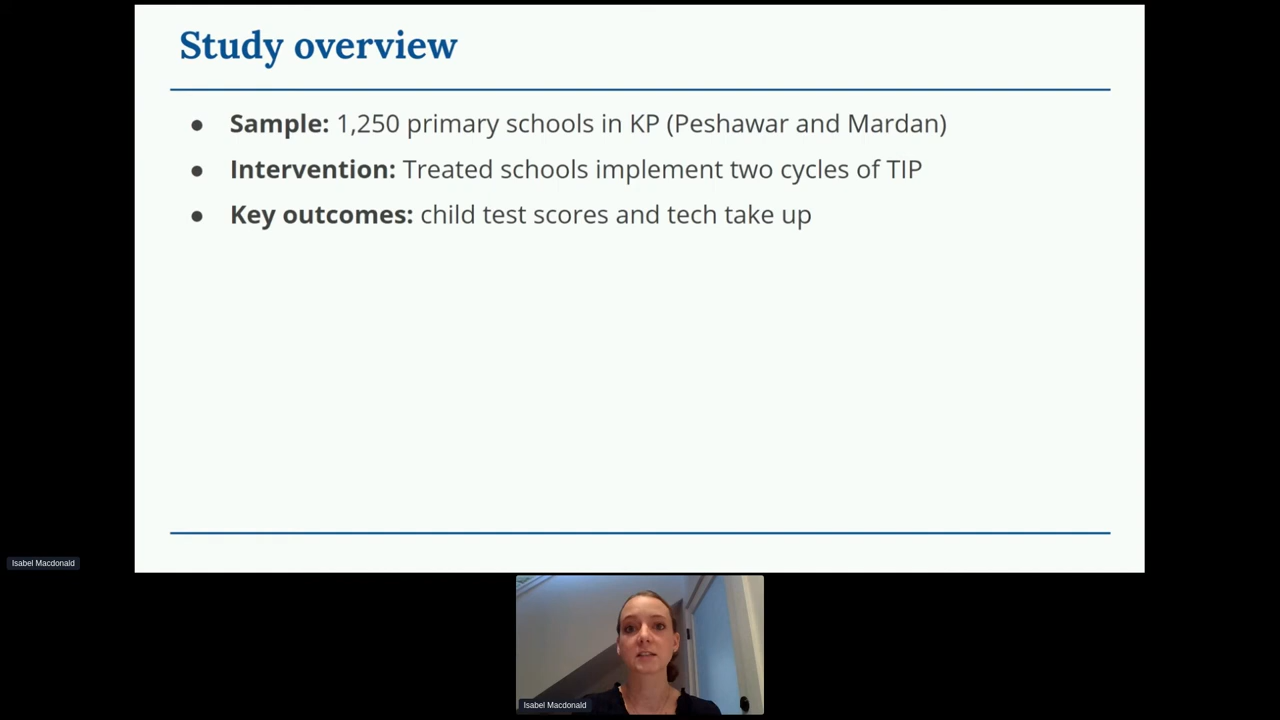 Study overview
● Sample: 1,250 primary schools in KP (Peshawar and Mardan)
● Intervention: Treated schools implement two cycles of TIP
● Key outcomes: child test scores and tech take up
Isabel Macdonald
Isabel Macdonald